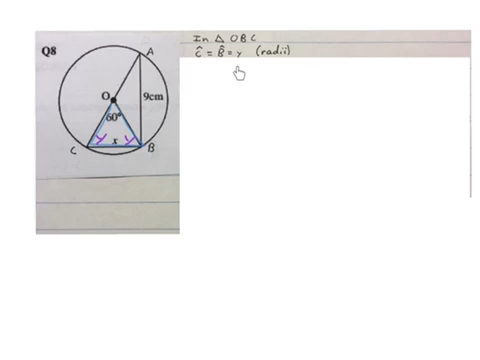 Q8
A
In △ OBC
Ĉ = B̂ = y (radii)
O
9cm
60°
y
y
x
C
B